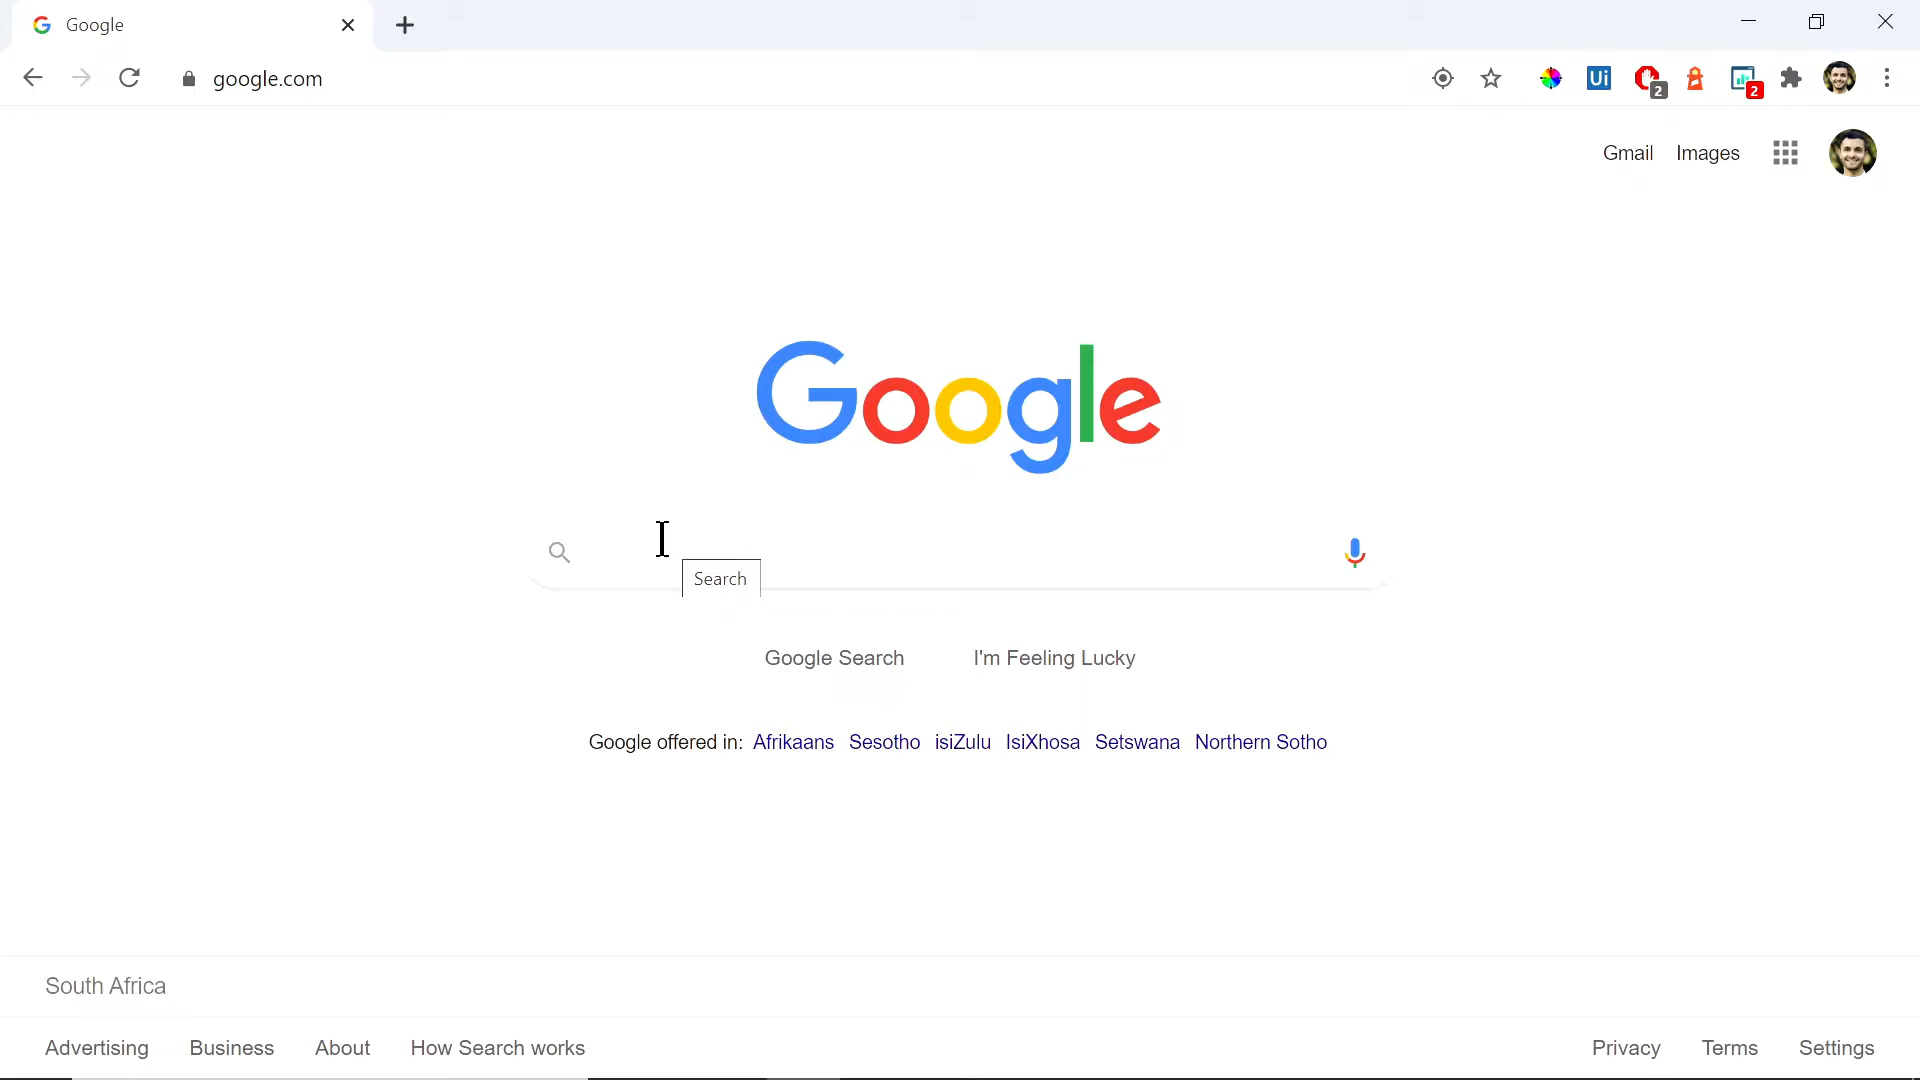 Google
google.com
Ui
2
2
Gmail Images
Google
Search
Google Search I'm Feeling Lucky
Google offered in: Afrikaans Sesotho isiZulu IsiXhosa Setswana Northern Sotho
South Africa
Advertising Business About How Search works Privacy Terms Settings